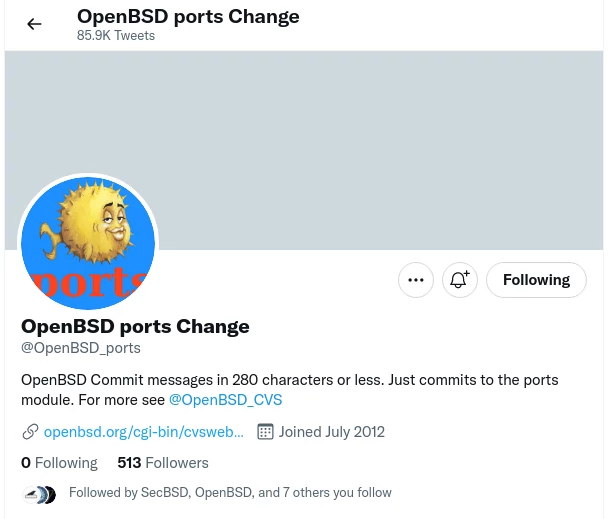 OpenBSD ports Change
85.9K Tweets
ports
Following
OpenBSD ports Change
@OpenBSD_ports
OpenBSD Commit messages in 280 characters or less. Just commits to the ports
module. For more see @OpenBSD_CVS
openbsd.org/cgi-bin/cvsweb... Joined July 2012
0 Following 513 Followers
Followed by SecBSD, OpenBSD, and 7 others you follow